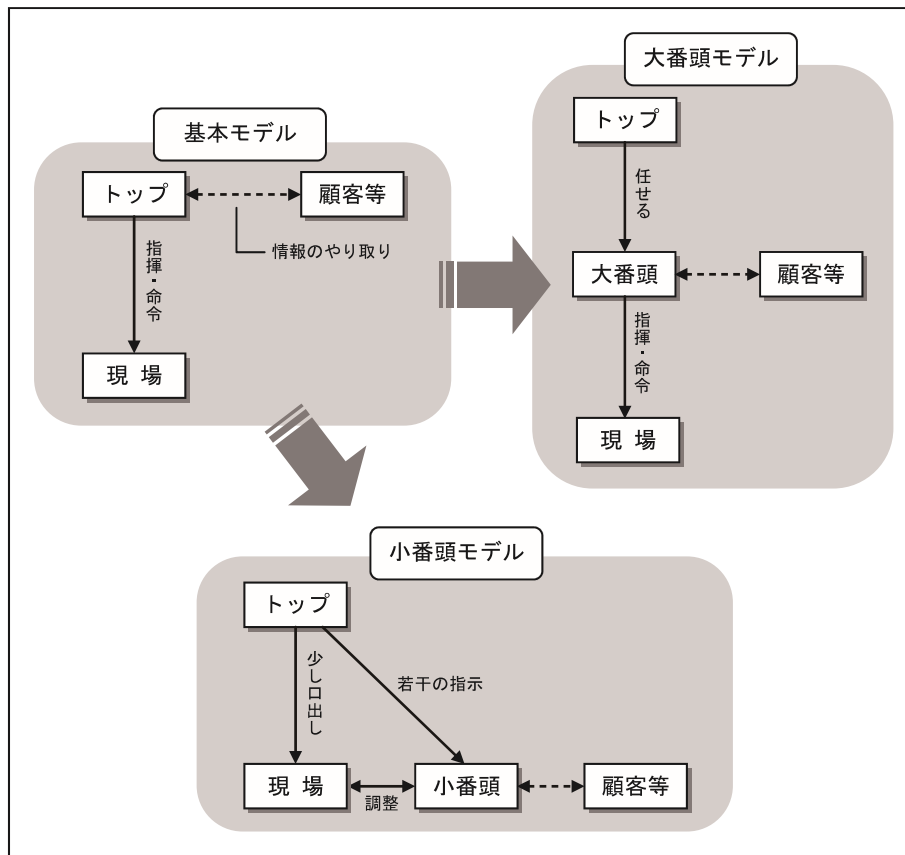 基本モデル
トップ
顧客等
情報のやり取り
指揮・命令
現場
大番頭モデル
トップ
任せる
大番頭
顧客等
指揮・命令
現場
小番頭モデル
トップ
少し口出し
若干の指示
現場
調整
小番頭
顧客等